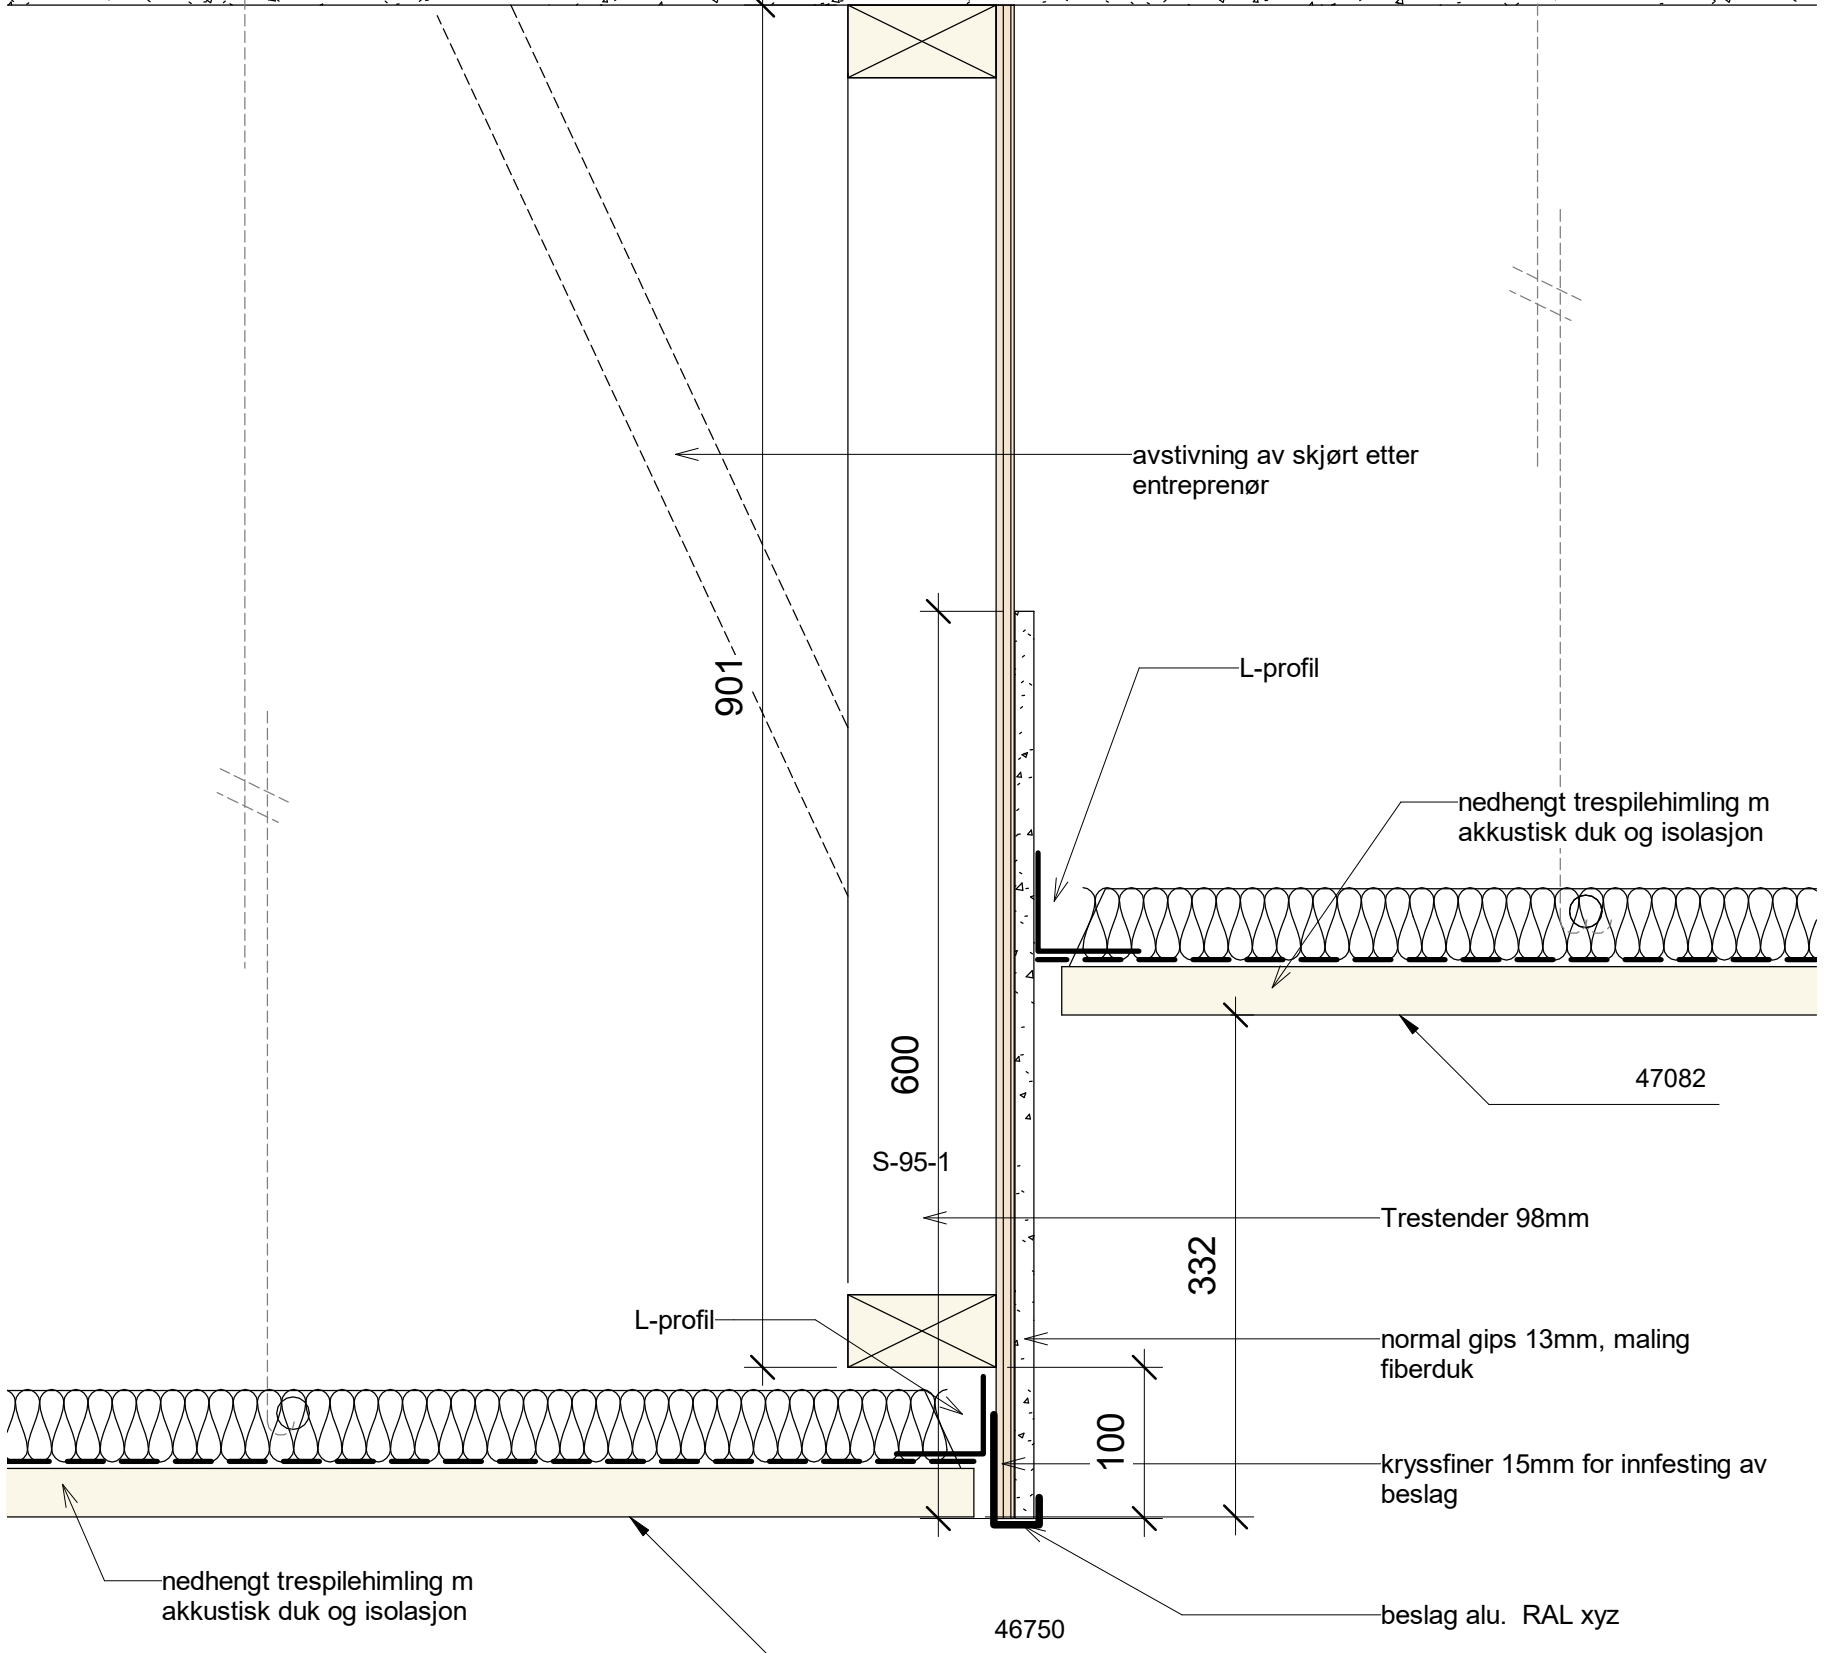 avstivning av skjørt etter
entreprenør
901
L-profil
nedhengt trespilehimling m
akkustisk duk og isolasjon
600
47082
S-95-1
Trestender 98mm
332
L-profil
normal gips 13mm, maling
fiberduk
100
kryssfiner 15mm for innfesting av
beslag
nedhengt trespilehimling m
akkustisk duk og isolasjon
46750
beslag alu.  RAL xyz